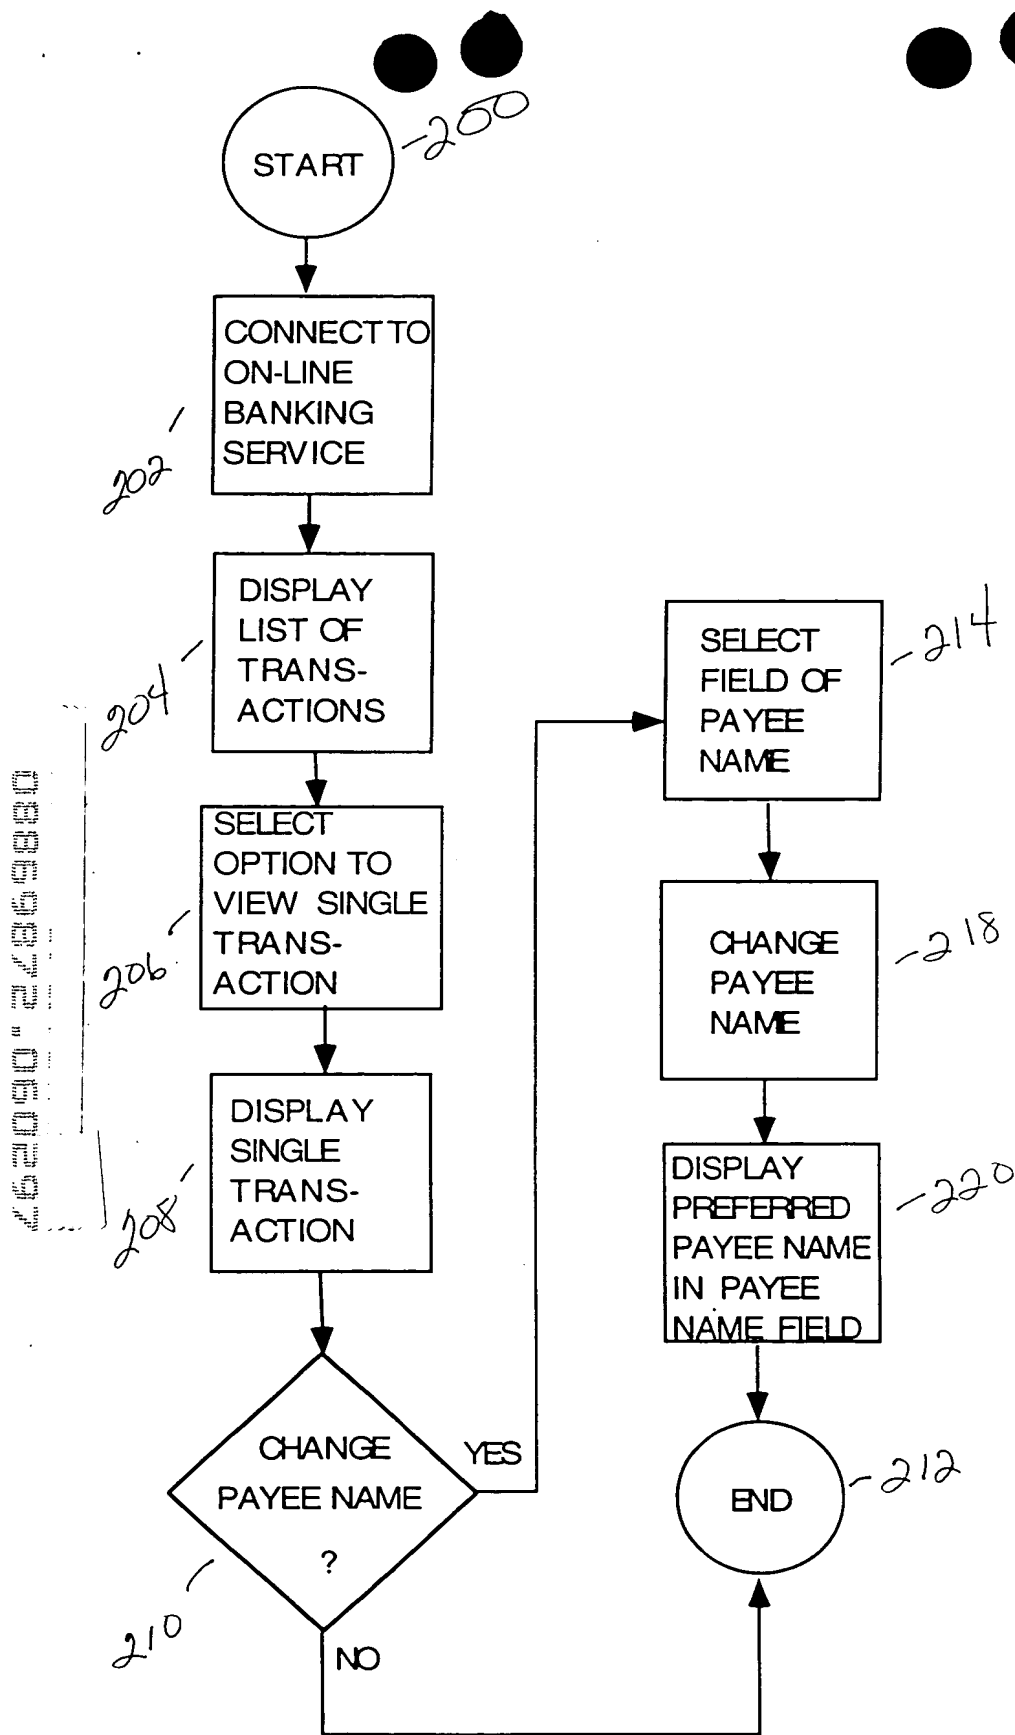 START
200
CONNECT TO
ON-LINE
BANKING
SERVICE
202
DISPLAY
LIST OF
TRANS-
ACTIONS
204
SELECT
OPTION TO
VIEW SINGLE
TRANS-
ACTION
206
DISPLAY
SINGLE
TRANS-
ACTION
208
CHANGE
PAYEE NAME
?
210
YES
NO
SELECT
FIELD OF
PAYEE
NAME
214
CHANGE
PAYEE
NAME
218
DISPLAY
PREFERRED
PAYEE NAME
IN PAYEE
NAME FIELD
220
END
212
08869872.060297